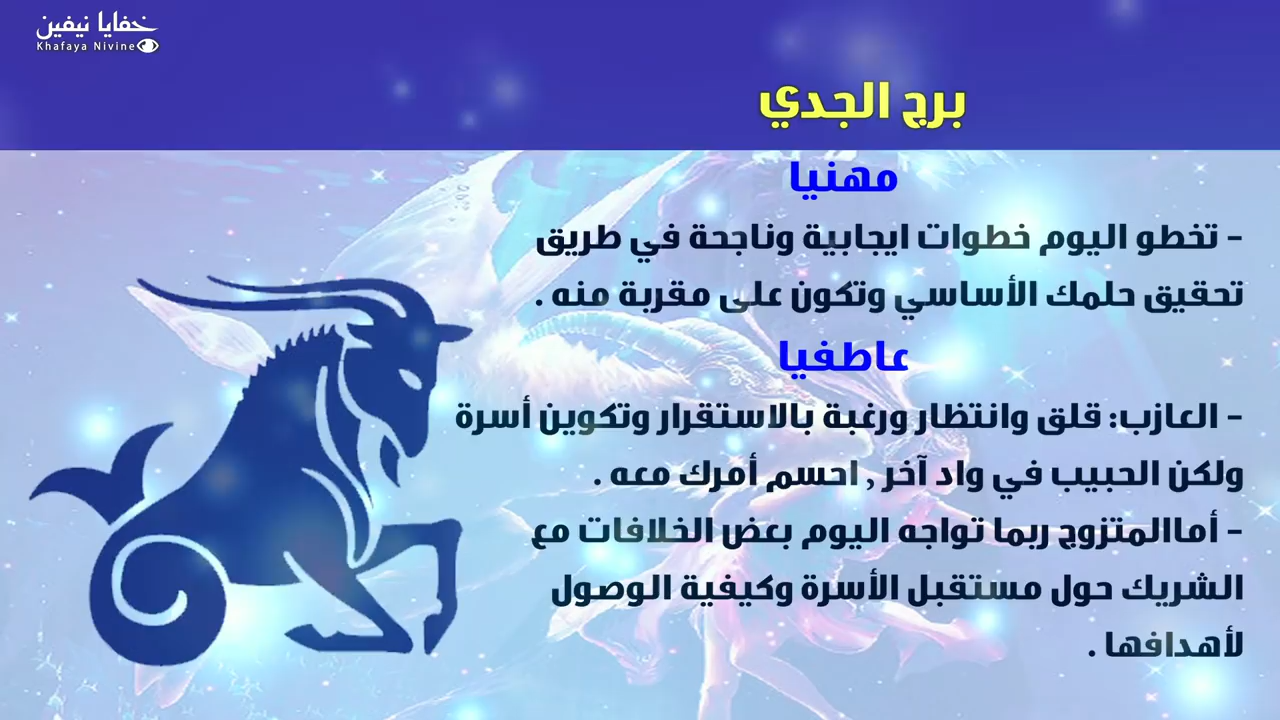 خفايا نيفين
Khafaya Nivine
برج الجدي
مهنيا
- تخطو اليوم خطوات ايجابية وناجحة في طريق
تحقيق حلمك الأساسي وتكون على مقربة منه .
عاطفيا
- العازب: قلق وانتظار ورغبة بالاستقرار وتكوين أسرة
ولكن الحبيب في واد آخر , احسم أمرك معه .
- أماالمتزوج ربما تواجه اليوم بعض الخلافات مع
الشريك حول مستقبل الأسرة وكيفية الوصول
لأهدافها .